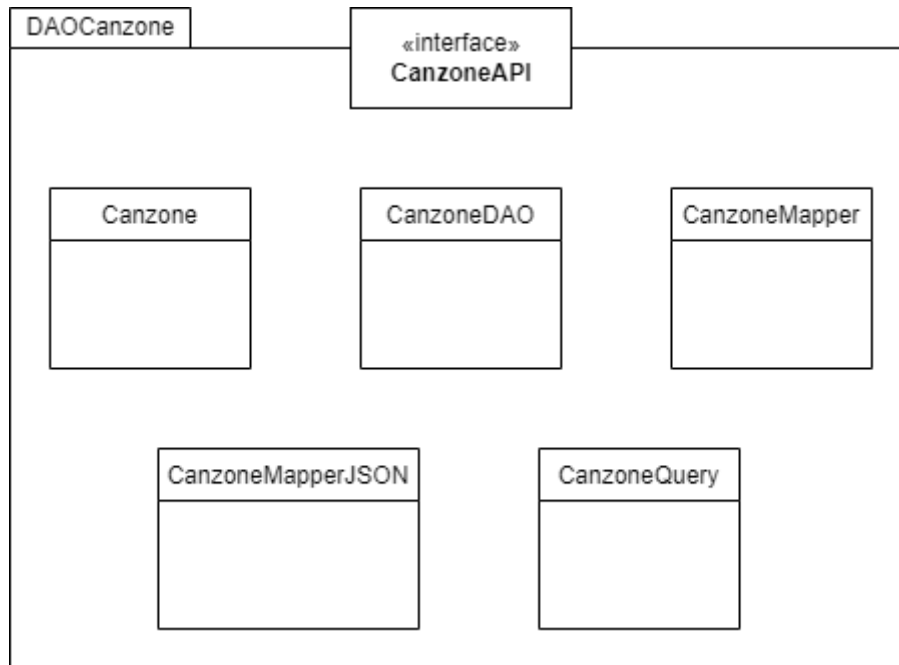 DAOCanzone
«interface»
CanzoneAPI
Canzone
CanzoneDAO
CanzoneMapper
CanzoneMapperJSON
CanzoneQuery